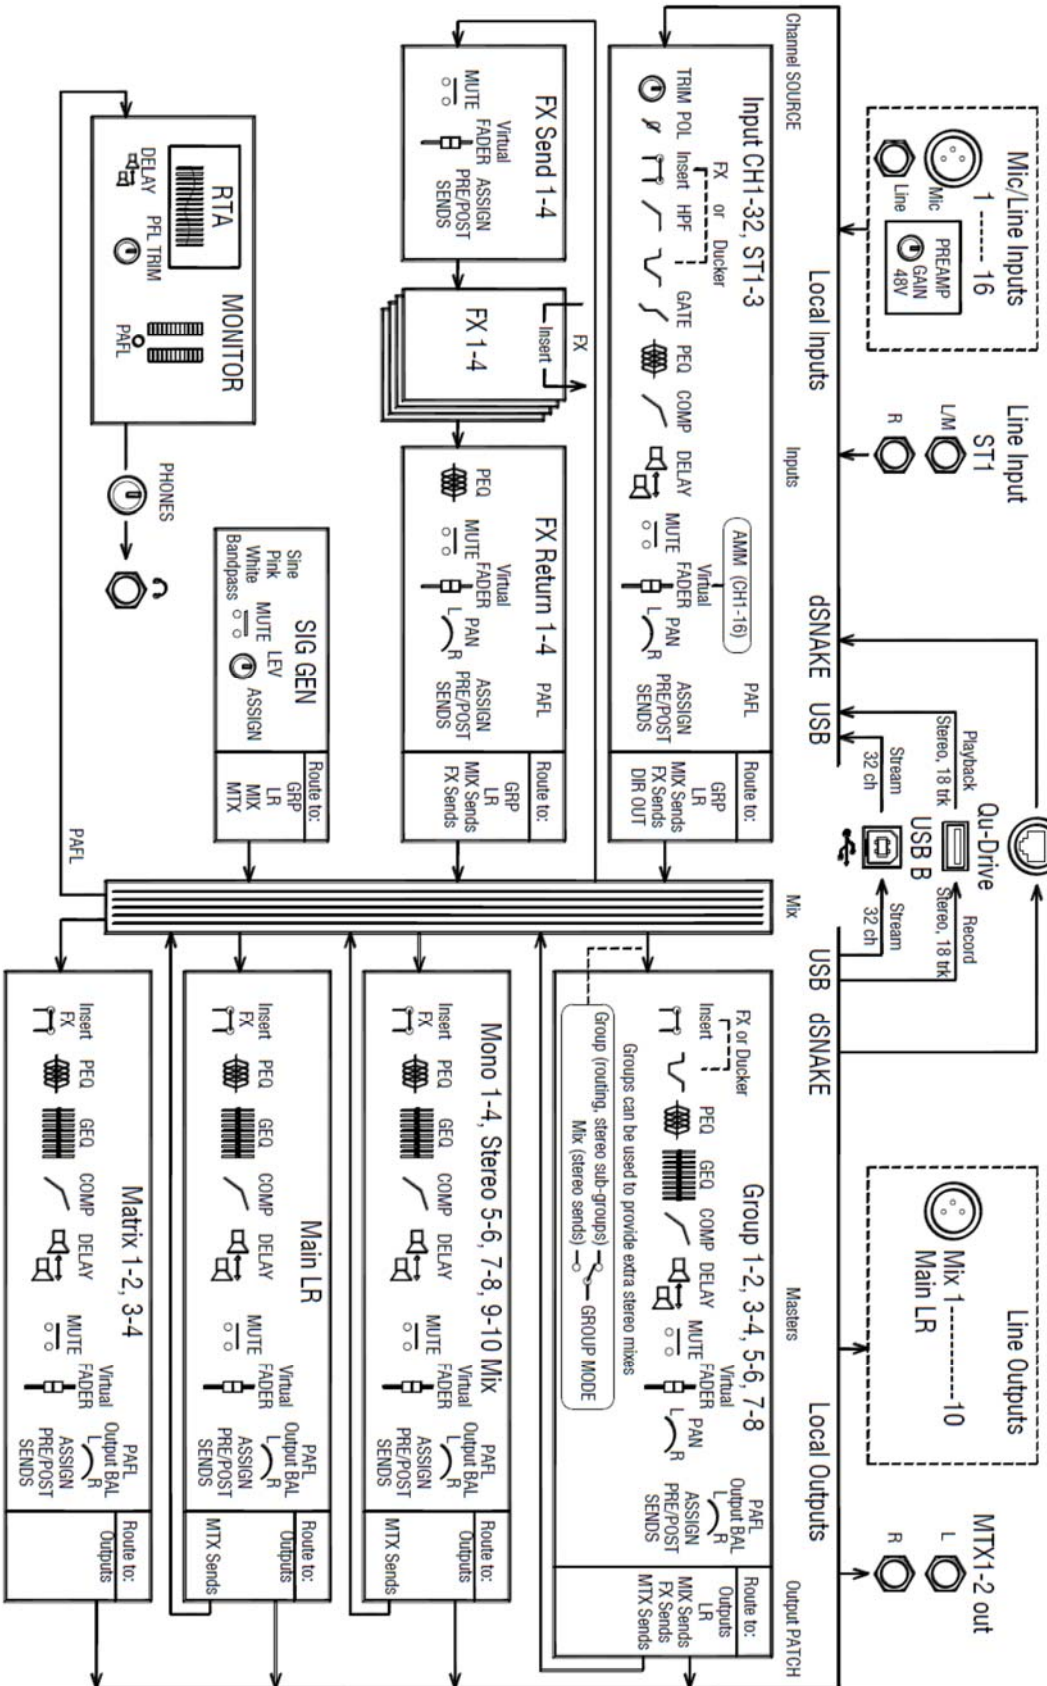 Mic/Line Inputs
1 ------ 16
Mic
Line
PREAMP
GAIN
48V
Line Input
ST1
L/M
R
Qu-Drive
USB B
Playback
Stereo, 18 trk
Stream
32 ch
Record
Stereo, 18 trk
Stream
32 ch
Line Outputs
Mix 1-----------10
Main LR
MTX1-2 out
L
R
Local Inputs
dSNAKE
USB
USB
dSNAKE
Local Outputs
Channel SOURCE
Inputs
Mix
Masters
Output PATCH
Input CH1-32, ST1-3
AMM (CH1-16)
PAFL
FX or Ducker
TRIM POL Insert HPF GATE PEQ COMP DELAY MUTE
Virtual
FADER
PAN
L R
ASSIGN
PRE/POST
SENDS
Route to:
GRP
LR
MIX Sends
FX Sends
DIR OUT
FX Send 1-4
MUTE
Virtual
FADER
ASSIGN
PRE/POST
SENDS
FX
Insert
FX 1-4
FX Return 1-4
PAFL
PEQ
MUTE
Virtual
FADER
PAN
L R
ASSIGN
PRE/POST
SENDS
Route to:
GRP
LR
MIX Sends
FX Sends
SIG GEN
Sine
Pink
White
Bandpass
MUTE
LEV
ASSIGN
Route to:
GRP
LR
MIX
MTX
MONITOR
RTA
DELAY
PFL TRIM
PAFL
PHONES
PAFL
Group 1-2, 3-4, 5-6, 7-8
FX or Ducker
Insert
PEQ
GEQ
COMP
DELAY
MUTE
Virtual
FADER
PAN
L R
PAFL
Output BAL
L R
ASSIGN
PRE/POST
SENDS
Route to:
Outputs
LR
MIX Sends
FX Sends
MTX Sends
Groups can be used to provide extra stereo mixes
Group (routing, stereo sub-groups)
Mix (stereo sends)
GROUP MODE
Mono 1-4, Stereo 5-6, 7-8, 9-10 Mix
Insert
FX
PEQ
GEQ
COMP
DELAY
MUTE
Virtual
FADER
PAFL
Output BAL
L R
ASSIGN
PRE/POST
SENDS
Route to:
Outputs
MTX Sends
Main LR
Insert
FX
PEQ
GEQ
COMP
DELAY
MUTE
Virtual
FADER
PAFL
Output BAL
L R
ASSIGN
PRE/POST
SENDS
Route to:
Outputs
MTX Sends
Matrix 1-2, 3-4
Insert
FX
PEQ
GEQ
COMP
DELAY
MUTE
Virtual
FADER
PAFL
Output BAL
L R
ASSIGN
PRE/POST
SENDS
Route to:
Outputs